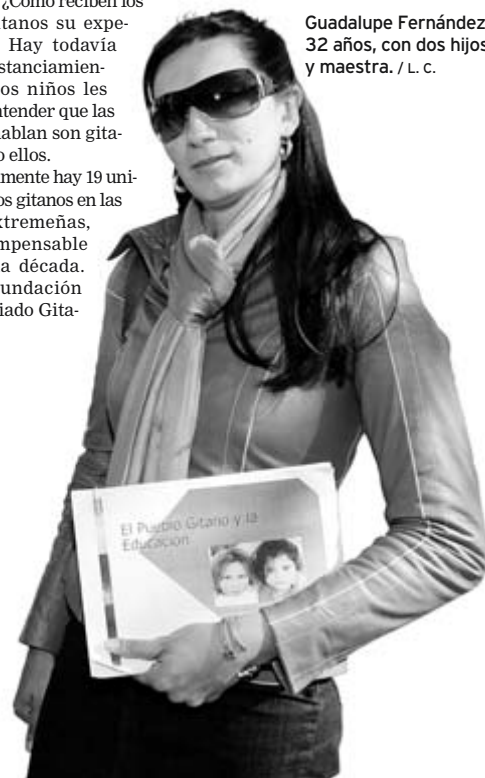 ¿Cómo reciben los
tanos su expe-
Hay todavía
stanciamien-
os niños les
ntender que las
ablan son gita-
o ellos.
mente hay 19 uni-
os gitanos en las
xtremeñas,
mpensable
a década.
undación
iado Gita-
Guadalupe Fernández
32 años, con dos hijos
y maestra. / L. C.
El Pueblo Gitano y la
Educación